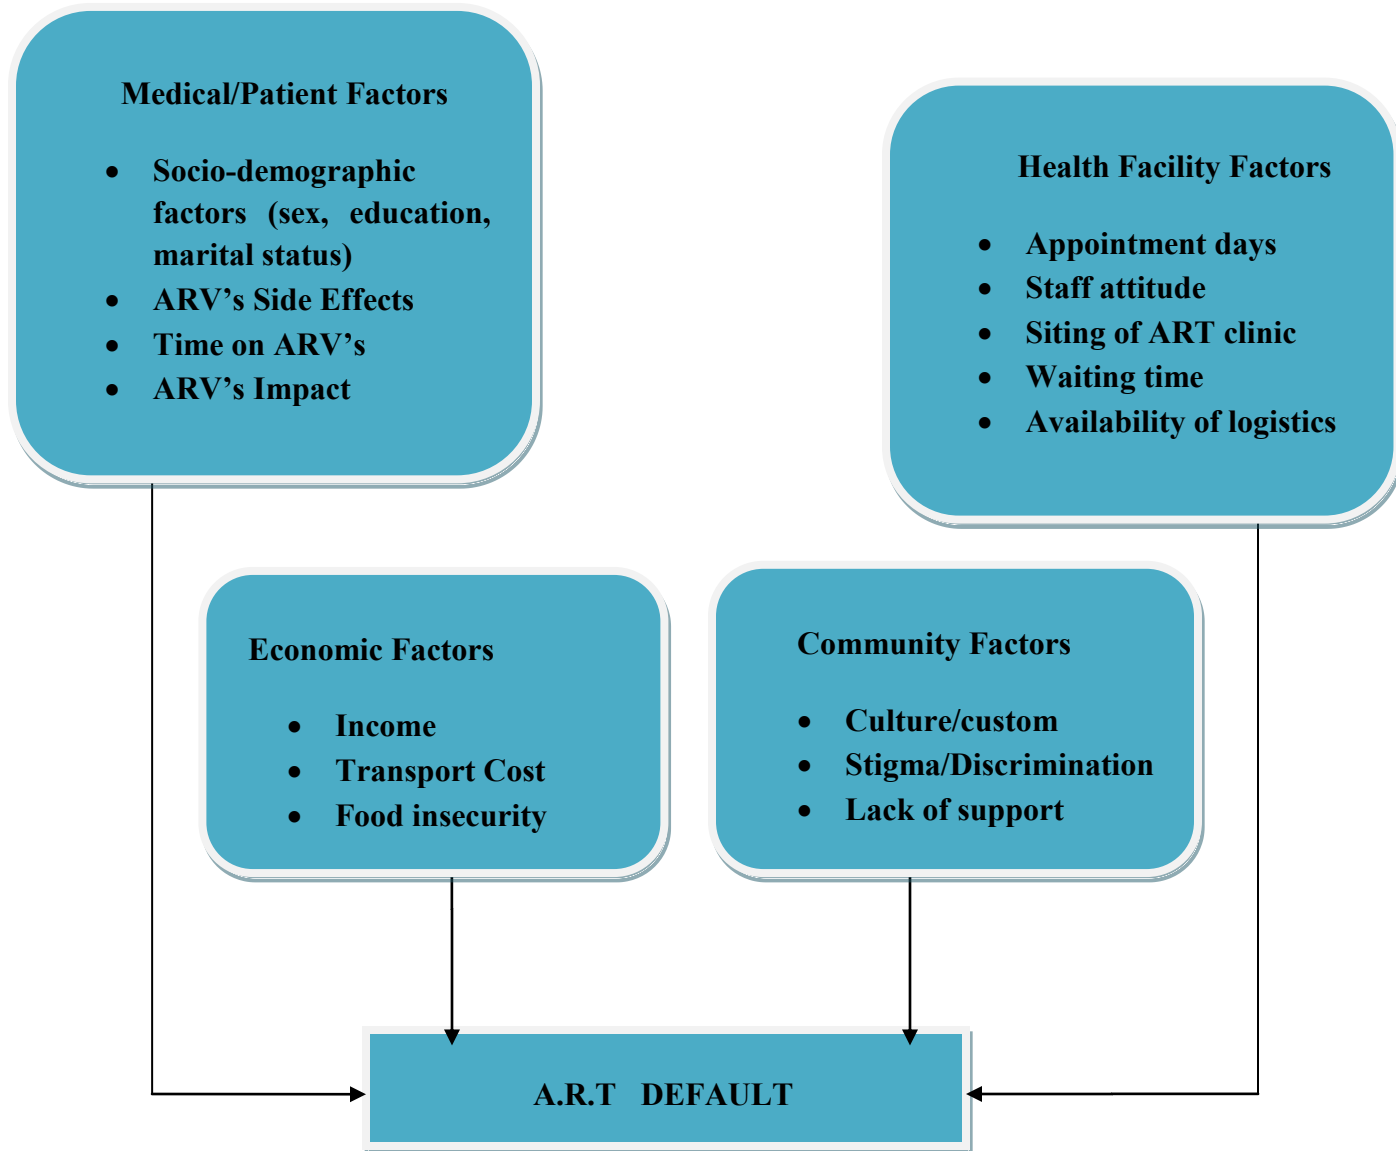 Medical/Patient Factors
• Socio-demographic
factors (sex, education,
marital status)
• ARV’s Side Effects
• Time on ARV’s
• ARV’s Impact
Health Facility Factors
• Appointment days
• Staff attitude
• Siting of ART clinic
• Waiting time
• Availability of logistics
Economic Factors
• Income
• Transport Cost
• Food insecurity
Community Factors
• Culture/custom
• Stigma/Discrimination
• Lack of support
A.R.T DEFAULT